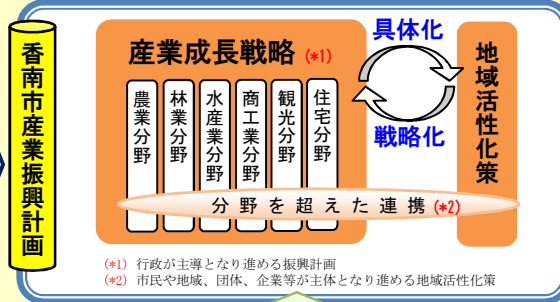 香南市産業振興計画
産業成長戦略 (*1)
農業分野
林業分野
水産業分野
商工業分野
観光分野
住宅分野
分野を超えた連携 (*2)
具体化
戦略化
地域活性化策
(*1) 行政が主導となり進める振興計画
(*2) 市民や地域、団体、企業等が主体となり進める地域活性化策